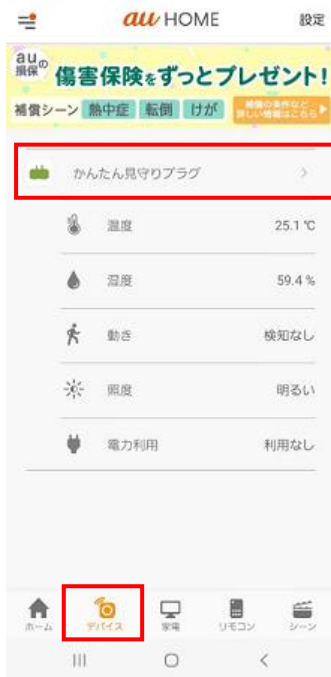 au HOME 設定
auの損保 傷害保険をずっとプレゼント!
補償シーン 熱中症 転倒 けが 補償の条件など詳しい情報はこちら
かんたん見守りプラグ
温度 25.1 ℃
湿度 59.4 %
動き 検知なし
照度 明るい
電力利用 利用なし
ホーム デバイス 家電 リモコン シーン